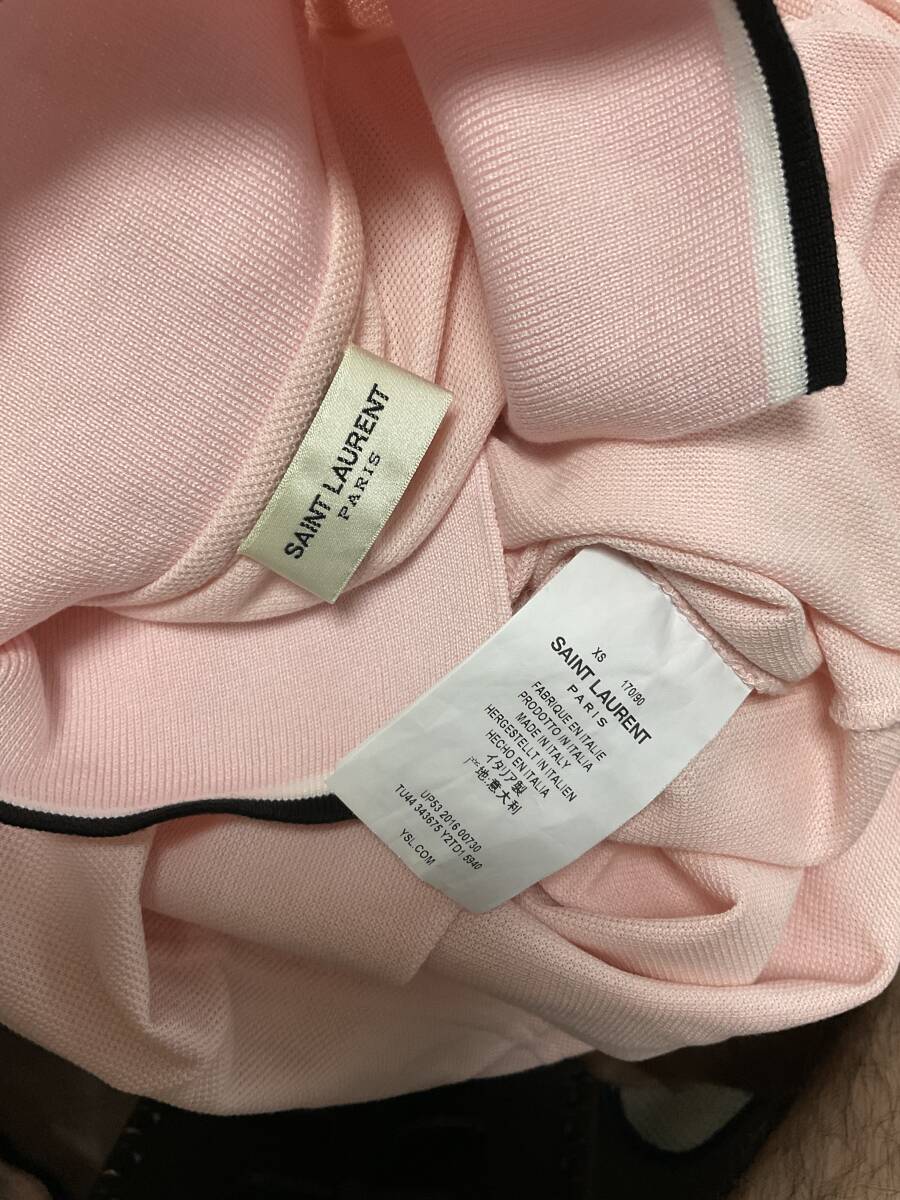 SAINT LAURENT
PARIS
XS 170/90
SAINT LAURENT
PARIS
FABRIQUE EN ITALIE
PRODOTTO IN ITALIA
MADE IN ITALY
HERGESTELLT IN ITALIEN
HECHO EN ITALIA
イタリア製
地:意大利
UP53 2016 00730
TU44 343675 Y2TD1 5940
YSL.COM